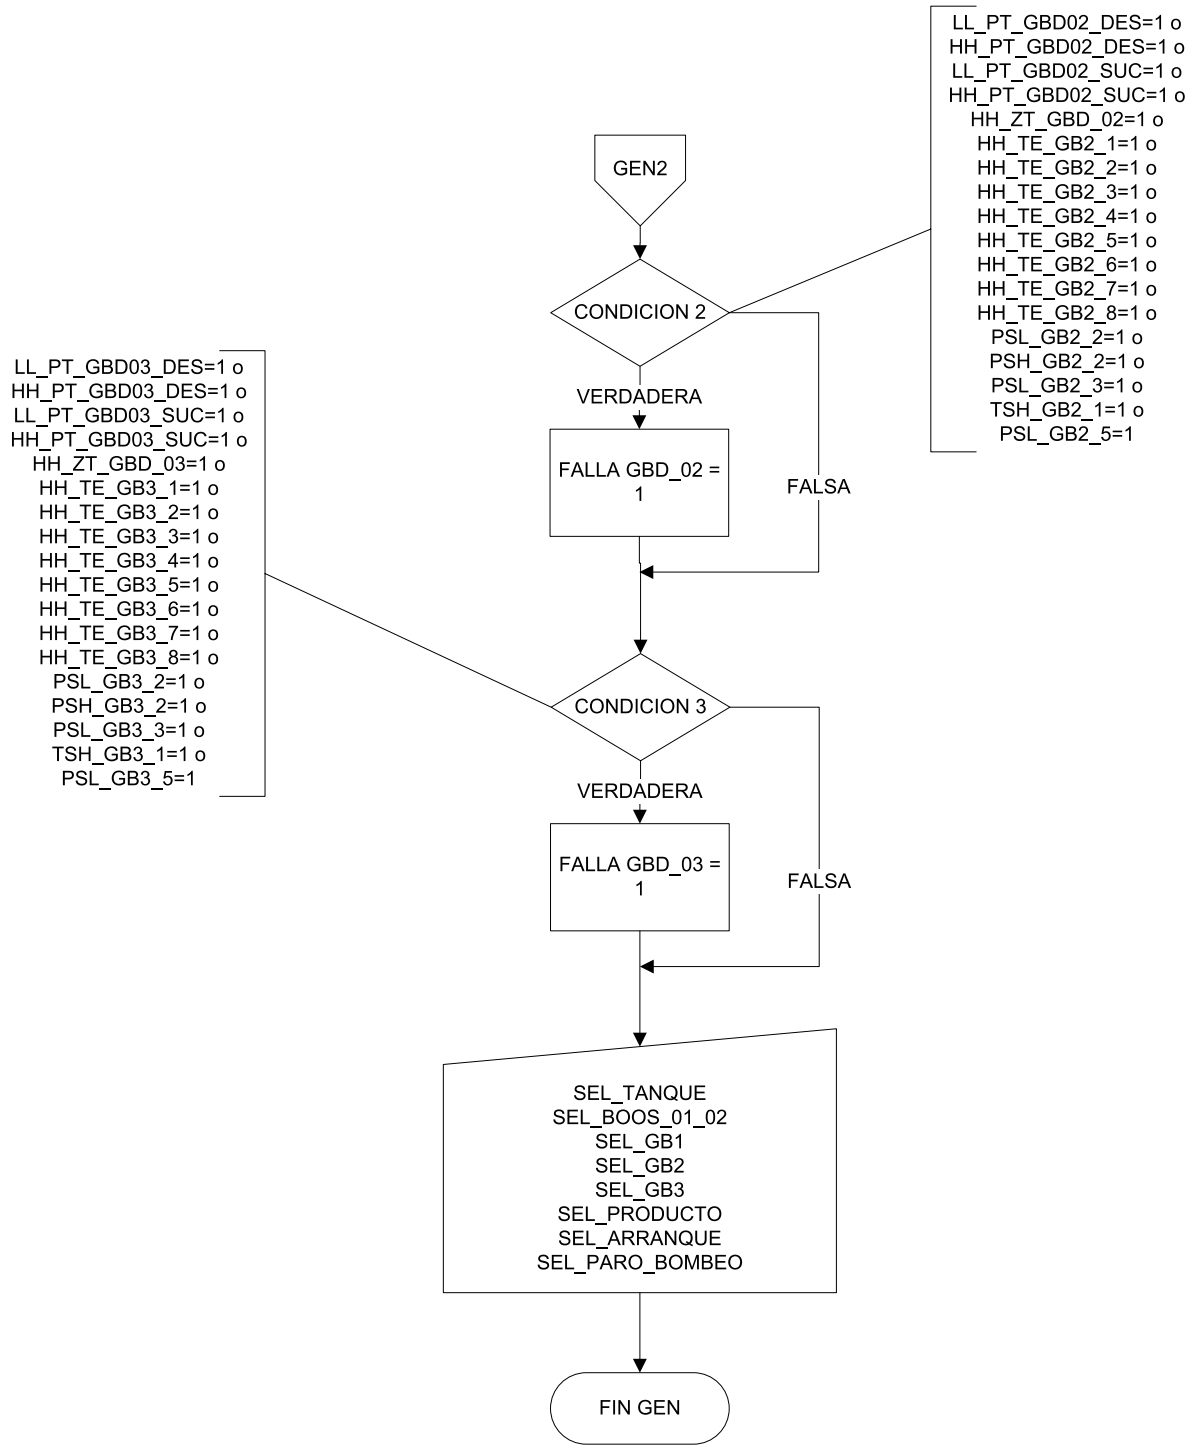 LL_PT_GBD02_DES=1 o
HH_PT_GBD02_DES=1 o
LL_PT_GBD02_SUC=1 o
HH_PT_GBD02_SUC=1 o
HH_ZT_GBD_02=1 o
HH_TE_GB2_1=1 o
HH_TE_GB2_2=1 o
HH_TE_GB2_3=1 o
HH_TE_GB2_4=1 o
HH_TE_GB2_5=1 o
HH_TE_GB2_6=1 o
HH_TE_GB2_7=1 o
HH_TE_GB2_8=1 o
PSL_GB2_2=1 o
PSH_GB2_2=1 o
PSL_GB2_3=1 o
TSH_GB2_1=1 o
PSL_GB2_5=1
GEN2
CONDICION 2
VERDADERA
FALLA GBD_02 =
1
FALSA
LL_PT_GBD03_DES=1 o
HH_PT_GBD03_DES=1 o
LL_PT_GBD03_SUC=1 o
HH_PT_GBD03_SUC=1 o
HH_ZT_GBD_03=1 o
HH_TE_GB3_1=1 o
HH_TE_GB3_2=1 o
HH_TE_GB3_3=1 o
HH_TE_GB3_4=1 o
HH_TE_GB3_5=1 o
HH_TE_GB3_6=1 o
HH_TE_GB3_7=1 o
HH_TE_GB3_8=1 o
PSL_GB3_2=1 o
PSH_GB3_2=1 o
PSL_GB3_3=1 o
TSH_GB3_1=1 o
PSL_GB3_5=1
CONDICION 3
VERDADERA
FALLA GBD_03 =
1
FALSA
SEL_TANQUE
SEL_BOOS_01_02
SEL_GB1
SEL_GB2
SEL_GB3
SEL_PRODUCTO
SEL_ARRANQUE
SEL_PARO_BOMBEO
FIN GEN